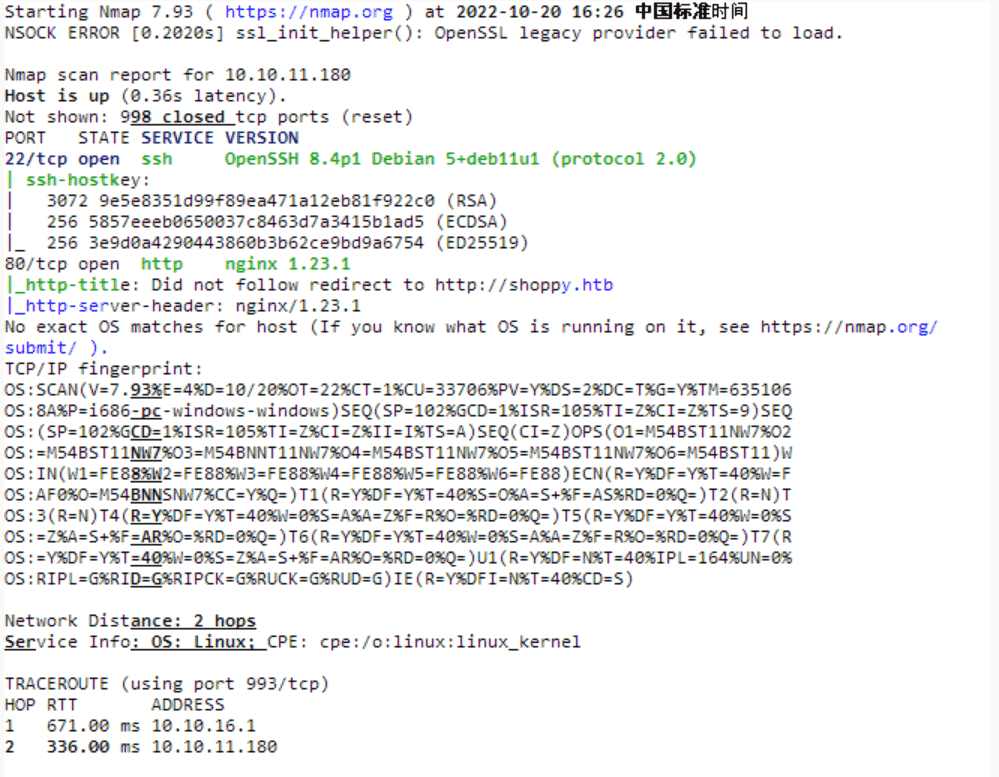 Starting Nmap 7.93 ( https://nmap.org ) at 2022-10-20 16:26 中国标准时间
NSOCK ERROR [0.2020s] ssl_init_helper(): OpenSSL legacy provider failed to load.
Nmap scan report for 10.10.11.180
Host is up (0.36s latency).
Not shown: 998 closed tcp ports (reset)
PORT   STATE SERVICE VERSION
22/tcp open  ssh     OpenSSH 8.4p1 Debian 5+deb11u1 (protocol 2.0)
| ssh-hostkey:
|   3072 9e5e8351d99f89ea471a12eb81f922c0 (RSA)
|   256 5857eeeb0650037c8463d7a3415b1ad5 (ECDSA)
|_  256 3e9d0a4290443860b3b62ce9bd9a6754 (ED25519)
80/tcp open  http    nginx 1.23.1
|_http-title: Did not follow redirect to http://shoppy.htb
|_http-server-header: nginx/1.23.1
No exact OS matches for host (If you know what OS is running on it, see https://nmap.org/
submit/ ).
TCP/IP fingerprint:
OS:SCAN(V=7.93%E=4%D=10/20%OT=22%CT=1%CU=33706%PV=Y%DS=2%DC=T%G=Y%TM=635106
OS:8A%P=i686-pc-windows-windows)SEQ(SP=102%GCD=1%ISR=105%TI=Z%CI=Z%TS=9)SEQ
OS:(SP=102%GCD=1%ISR=105%TI=Z%CI=Z%II=I%TS=A)SEQ(CI=Z)OPS(O1=M54BST11NW7%O2
OS:=M54BST11NW7%O3=M54BNNT11NW7%O4=M54BST11NW7%O5=M54BST11NW7%O6=M54BST11)W
OS:IN(W1=FE88%W2=FE88%W3=FE88%W4=FE88%W5=FE88%W6=FE88)ECN(R=Y%DF=Y%T=40%W=F
OS:AF0%O=M54BNNSNW7%CC=Y%Q=)T1(R=Y%DF=Y%T=40%S=O%A=S+%F=AS%RD=0%Q=)T2(R=N)T
OS:3(R=N)T4(R=Y%DF=Y%T=40%W=0%S=A%A=Z%F=R%O=%RD=0%Q=)T5(R=Y%DF=Y%T=40%W=0%S
OS:=Z%A=S+%F=AR%O=%RD=0%Q=)T6(R=Y%DF=Y%T=40%W=0%S=A%A=Z%F=R%O=%RD=0%Q=)T7(R
OS:=Y%DF=Y%T=40%W=0%S=Z%A=S+%F=AR%O=%RD=0%Q=)U1(R=Y%DF=N%T=40%IPL=164%UN=0%
OS:RIPL=G%RID=G%RIPCK=G%RUCK=G%RUD=G)IE(R=Y%DFI=N%T=40%CD=S)
Network Distance: 2 hops
Service Info: OS: Linux; CPE: cpe:/o:linux:linux_kernel
TRACEROUTE (using port 993/tcp)
HOP RTT       ADDRESS
1   671.00 ms 10.10.16.1
2   336.00 ms 10.10.11.180